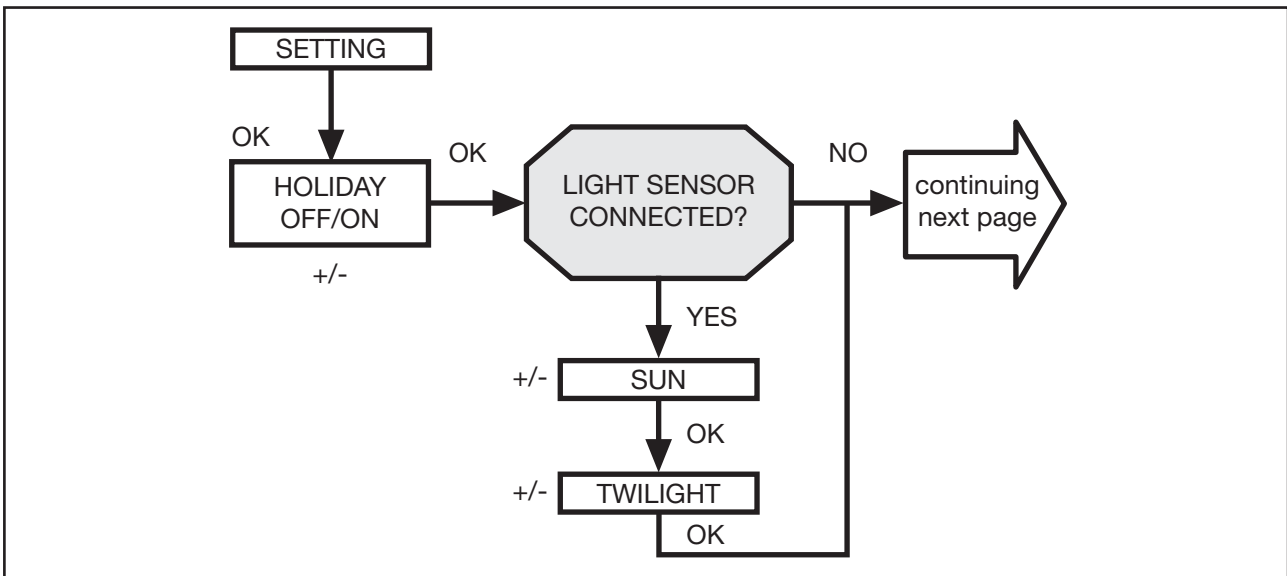 SETTING
OK
HOLIDAY
OFF/ON
+/-
OK
LIGHT SENSOR
CONNECTED?
NO
continuing
next page
YES
+/-
SUN
OK
+/-
TWILIGHT
OK